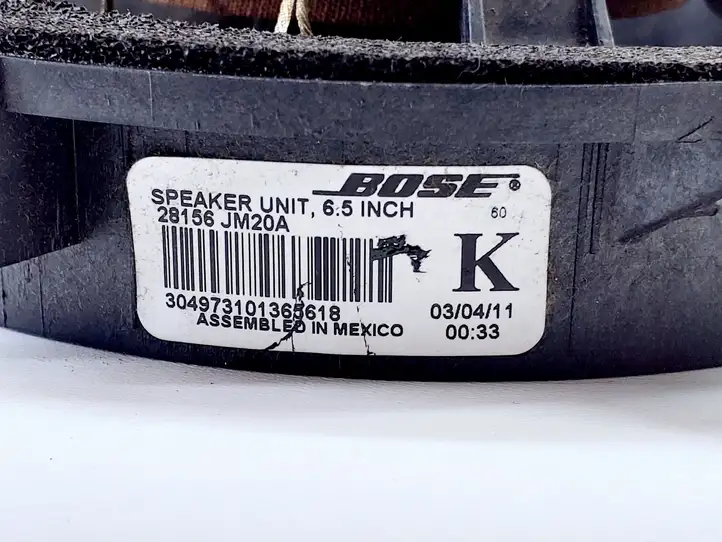 BOSE®
SPEAKER UNIT, 6.5 INCH
28156 JM20A
60
K
304973101365618
03/04/11
ASSEMBLED IN MEXICO
00:33